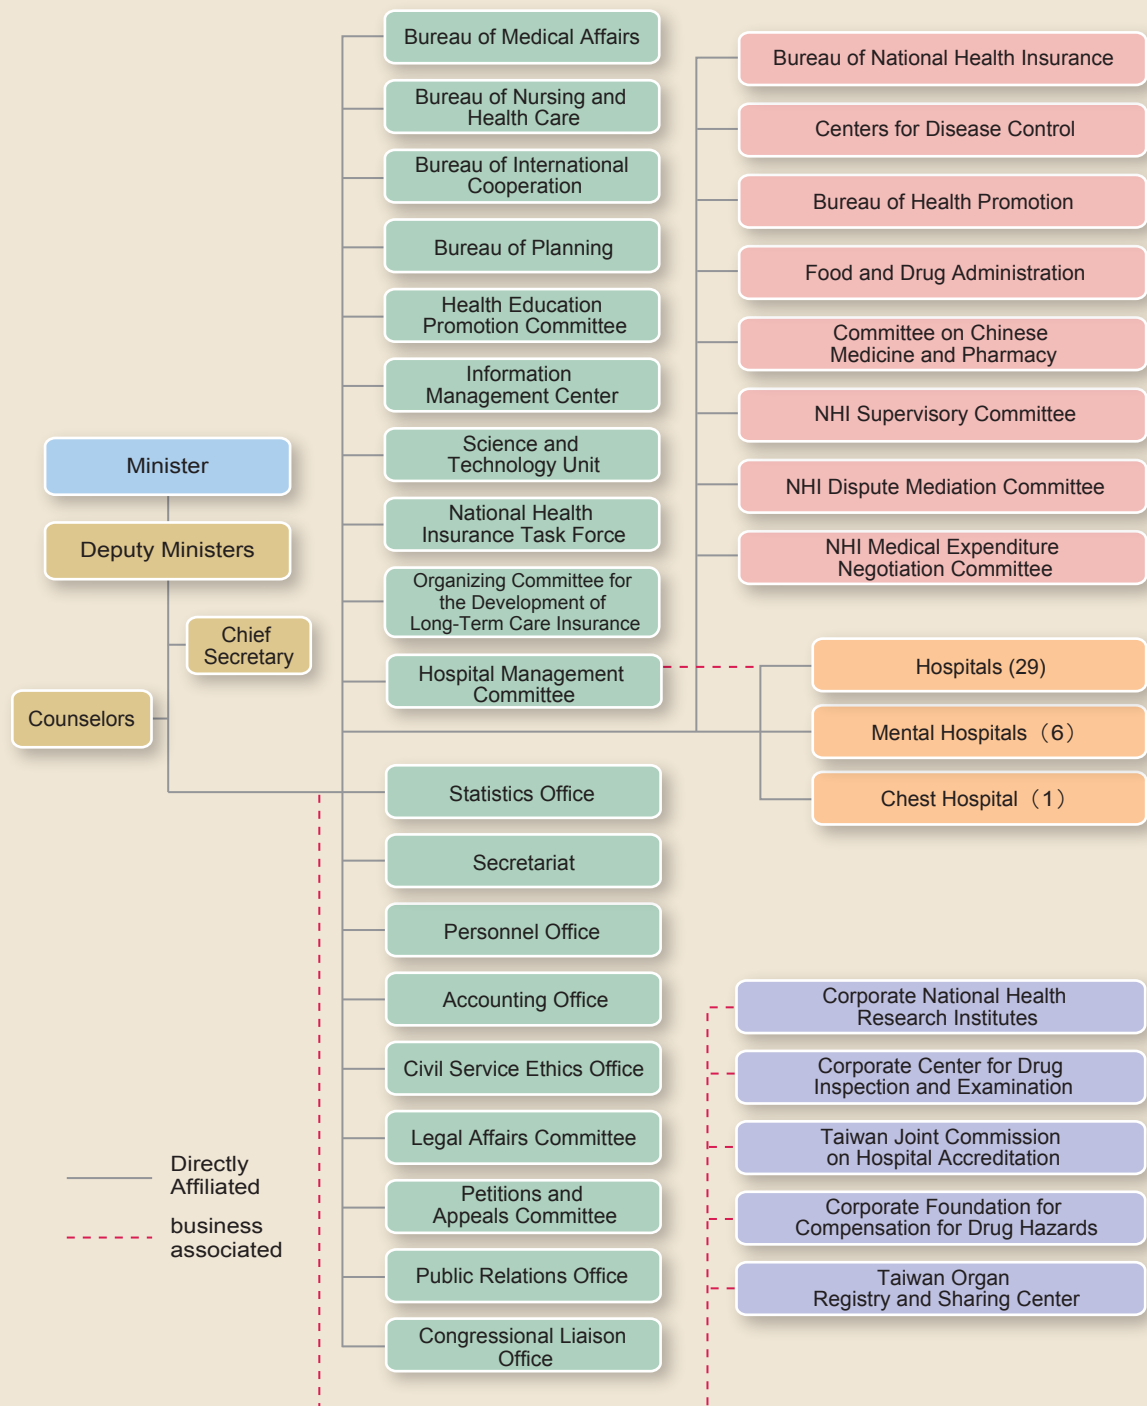 Minister
Deputy Ministers
Chief
Secretary
Counselors
Directly
Affiliated
business
associated
Bureau of Medical Affairs
Bureau of Nursing and
Health Care
Bureau of International
Cooperation
Bureau of Planning
Health Education
Promotion Committee
Information
Management Center
Science and
Technology Unit
National Health
Insurance Task Force
Organizing Committee for
the Development of
Long-Term Care Insurance
Hospital Management
Committee
Statistics Office
Secretariat
Personnel Office
Accounting Office
Civil Service Ethics Office
Legal Affairs Committee
Petitions and
Appeals Committee
Public Relations Office
Congressional Liaison
Office
Bureau of National Health Insurance
Centers for Disease Control
Bureau of Health Promotion
Food and Drug Administration
Committee on Chinese
Medicine and Pharmacy
NHI Supervisory Committee
NHI Dispute Mediation Committee
NHI Medical Expenditure
Negotiation Committee
Hospitals (29)
Mental Hospitals（6）
Chest Hospital（1）
Corporate National Health
Research Institutes
Corporate Center for Drug
Inspection and Examination
Taiwan Joint Commission
on Hospital Accreditation
Corporate Foundation for
Compensation for Drug Hazards
Taiwan Organ
Registry and Sharing Center